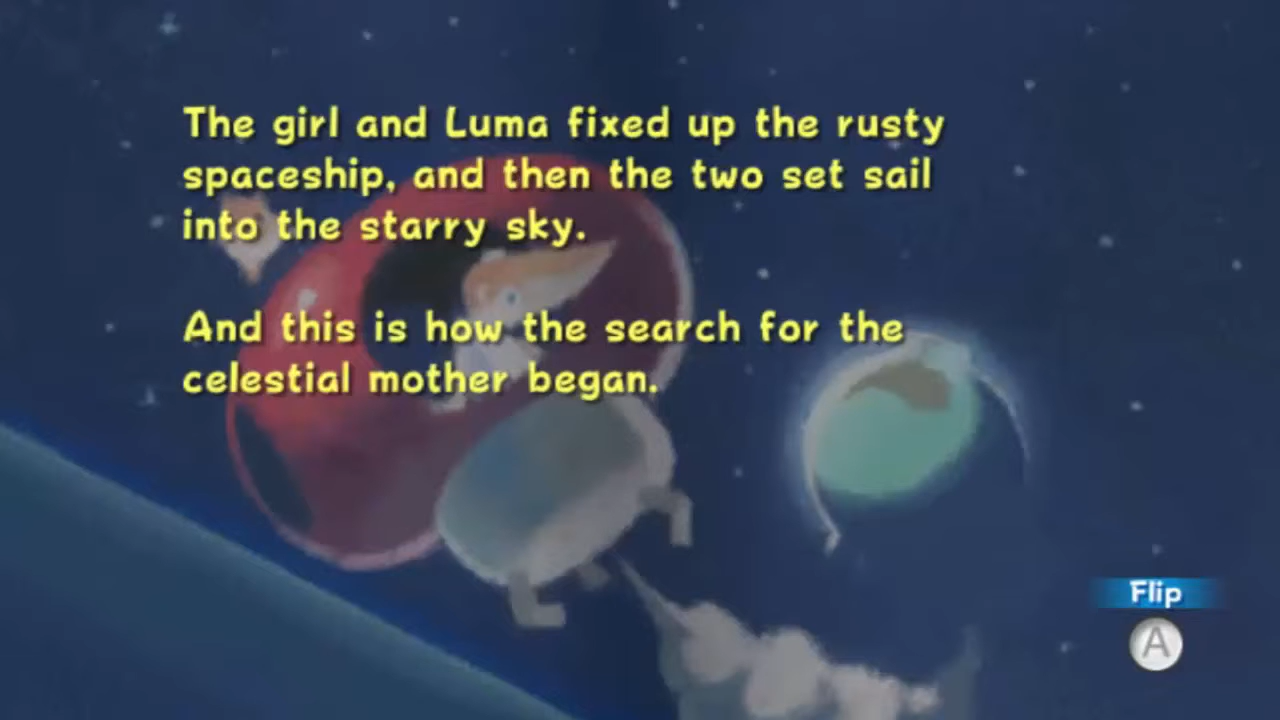 The girl and Luma fixed up the rusty
spaceship, and then the two set sail
into the starry sky.
And this is how the search for the
celestial mother began.
Flip
A